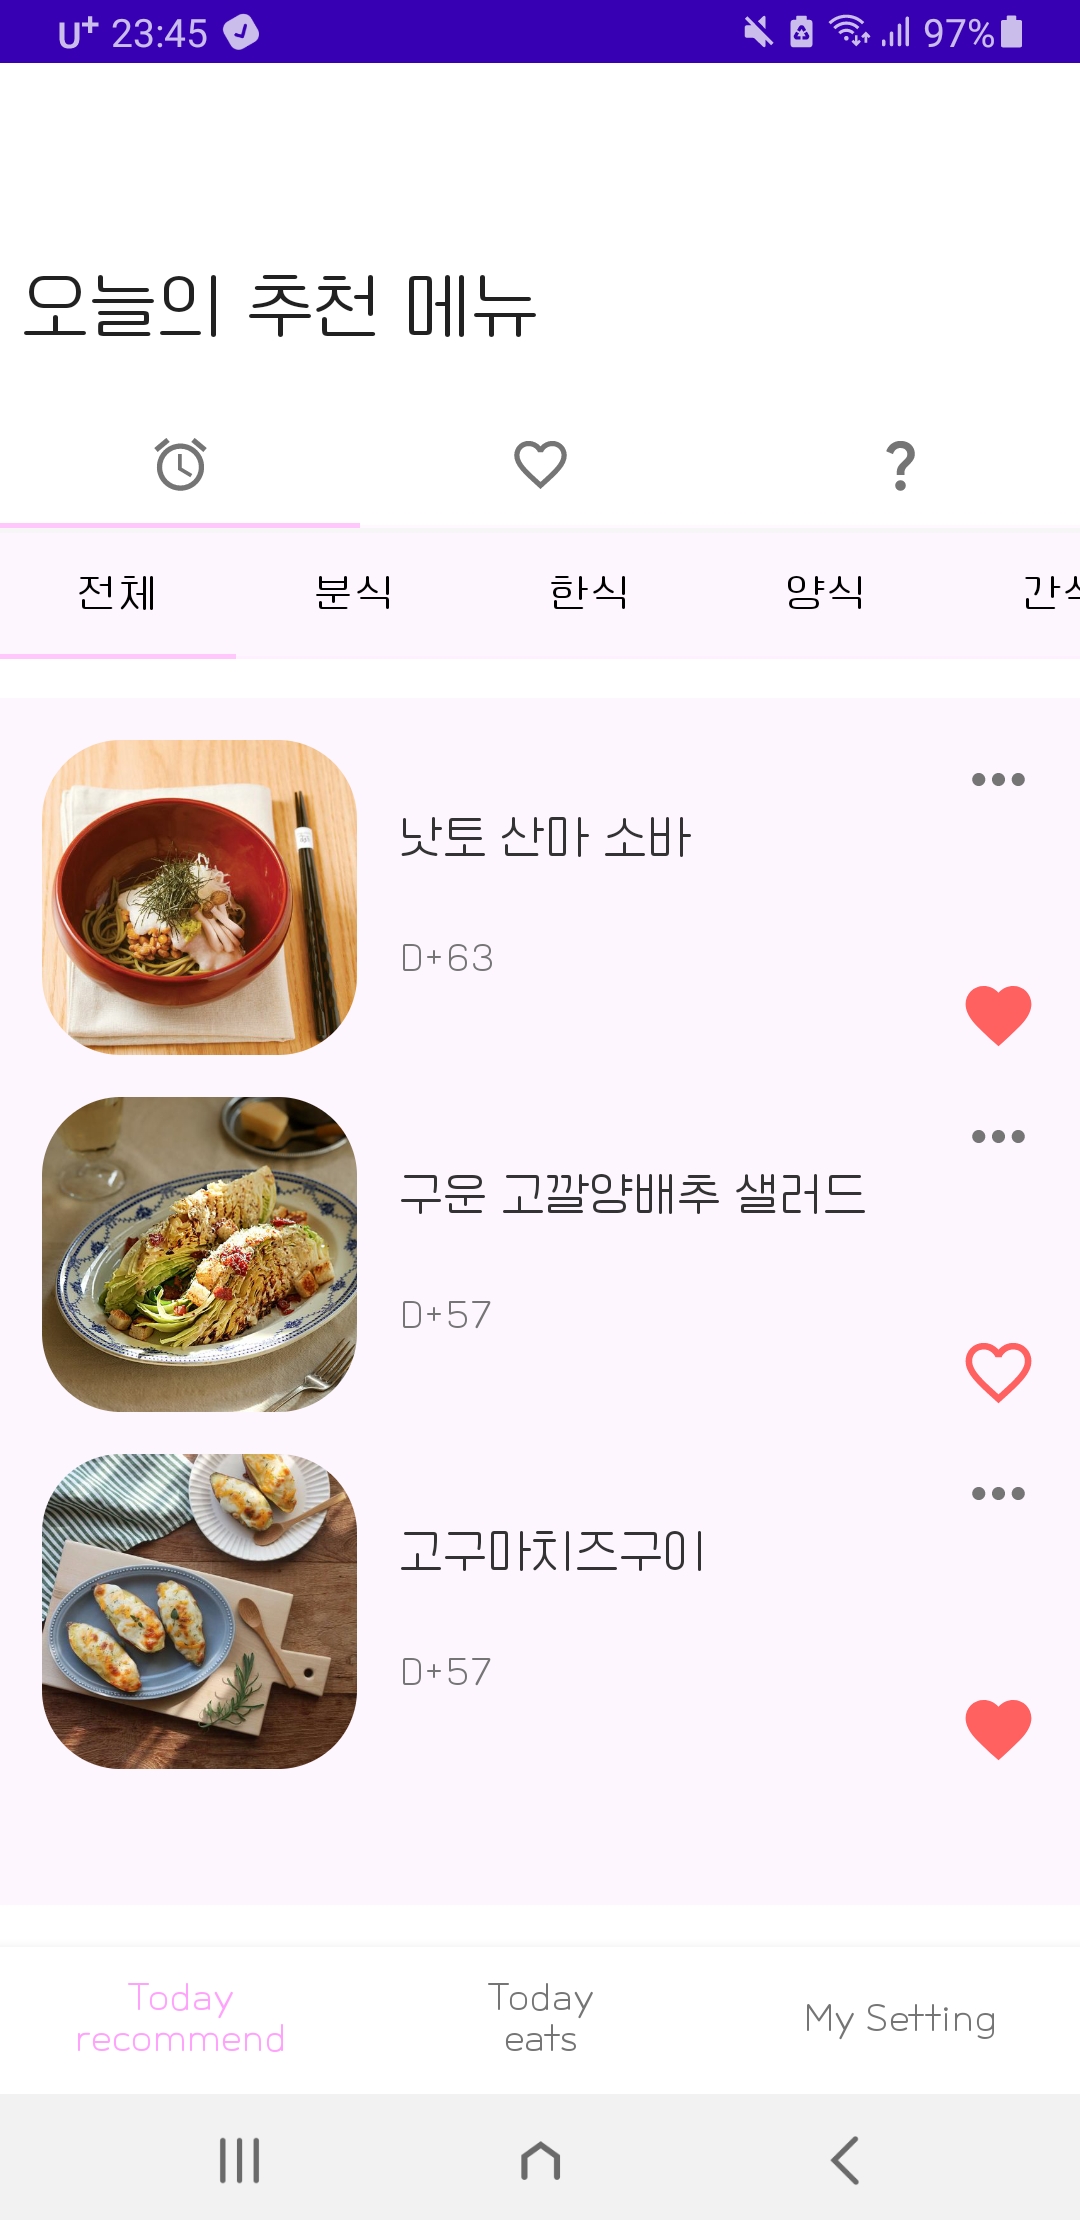 U+ 23:45 97%
오늘의 추천 메뉴
전체 분식 한식 양식
낫토 산마 소바
D+63
구운 고깔양배추 샐러드
D+57
고구마치즈구이
D+57
Today recommend
Today eats
My Setting